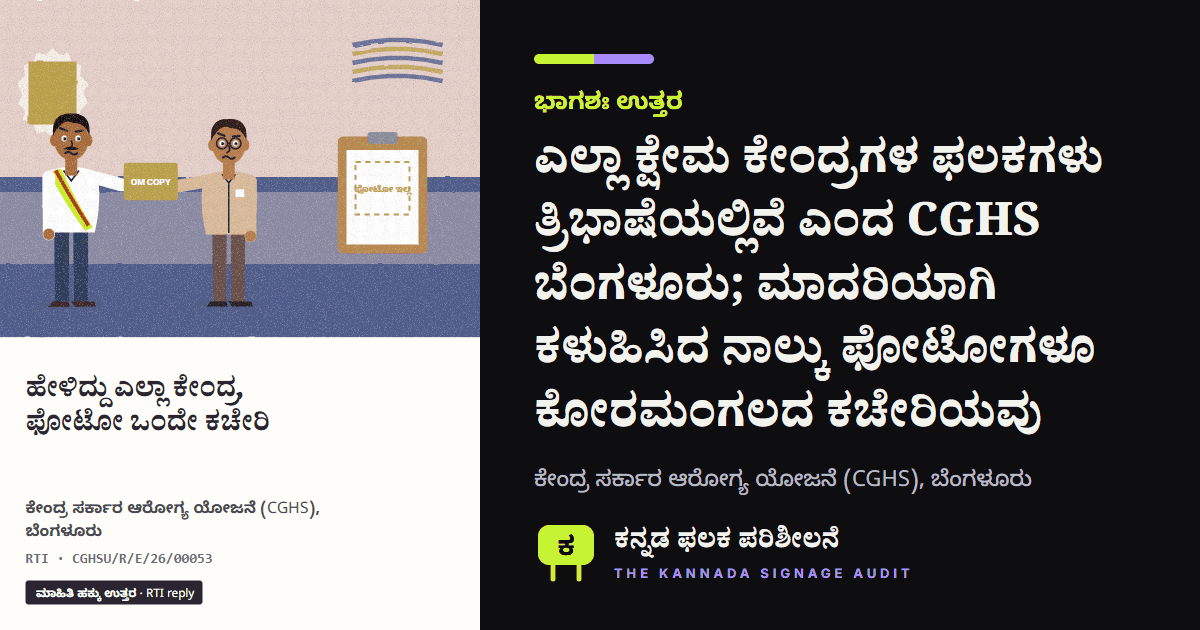 OM COPY
ಫೋಟೋ ಇಲ್ಲ
ಹೇಳಿದ್ದು ಎಲ್ಲಾ ಕೇಂದ್ರ,
ಫೋಟೋ ಒಂದೇ ಕಚೇರಿ
ಕೇಂದ್ರ ಸರ್ಕಾರ ಆರೋಗ್ಯ ಯೋಜನೆ (CGHS),
ಬೆಂಗಳೂರು
RTI · CGHSU/R/E/26/00053
ಮಾಹಿತಿ ಹಕ್ಕು ಉತ್ತರ · RTI reply
ಭಾಗಶಃ ಉತ್ತರ
ಎಲ್ಲಾ ಕ್ಷೇಮ ಕೇಂದ್ರಗಳ ಫಲಕಗಳು
ತ್ರಿಭಾಷೆಯಲ್ಲಿವೆ ಎಂದ CGHS
ಬೆಂಗಳೂರು; ಮಾದರಿಯಾಗಿ
ಕಳುಹಿಸಿದ ನಾಲ್ಕು ಫೋಟೋಗಳೂ
ಕೋರಮಂಗಲದ ಕಚೇರಿಯವು
ಕೇಂದ್ರ ಸರ್ಕಾರ ಆರೋಗ್ಯ ಯೋಜನೆ (CGHS), ಬೆಂಗಳೂರು
ಕ
ಕನ್ನಡ ಫಲಕ ಪರಿಶೀಲನೆ
THE KANNADA SIGNAGE AUDIT